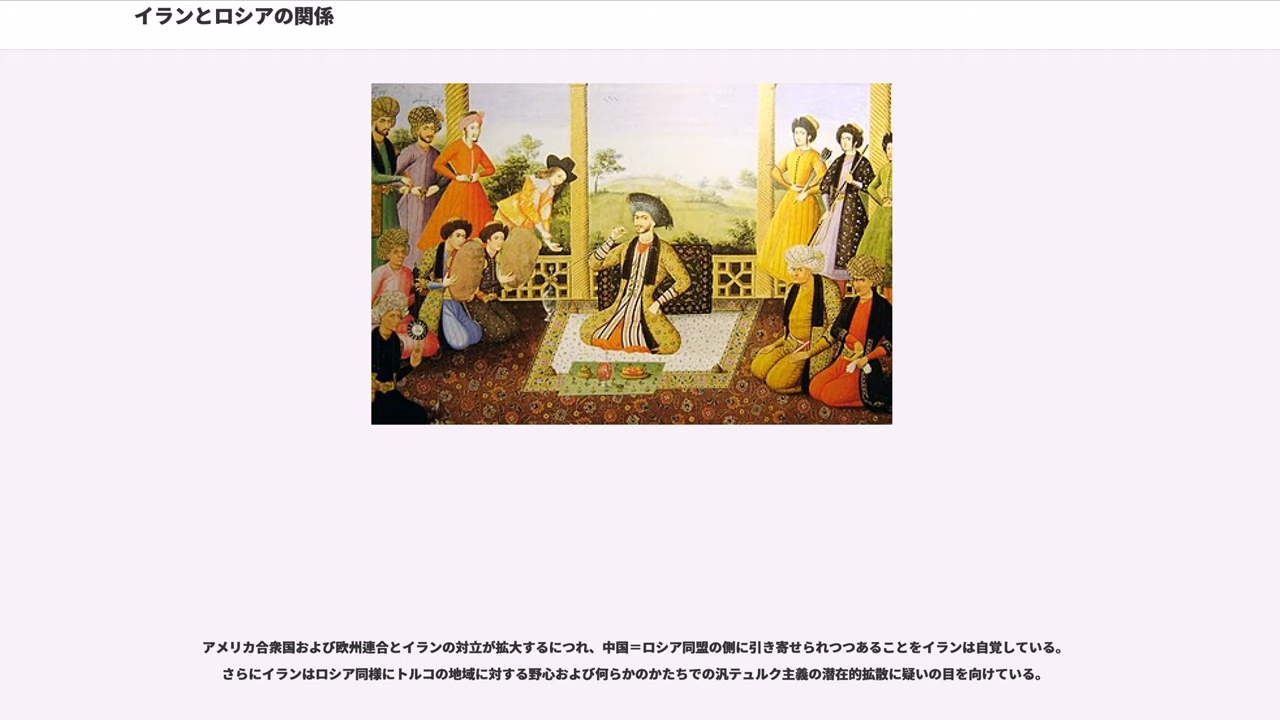 イランとロシアの関係
アメリカ合衆国および欧州連合とイランの対立が拡大するにつれ、中国＝ロシア同盟の側に引き寄せられつつあることをイランは自覚している。
さらにイランはロシア同様にトルコの地域に対する野心および何らかのかたちでの汎テュルク主義の潜在的拡散に疑いの目を向けている。